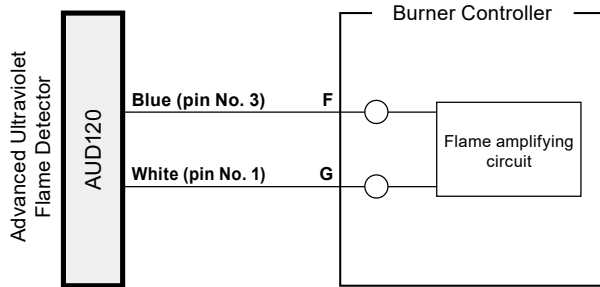 Burner Controller
Advanced Ultraviolet
Flame Detector
AUD120
Blue (pin No. 3)
F
White (pin No. 1)
G
Flame amplifying
circuit